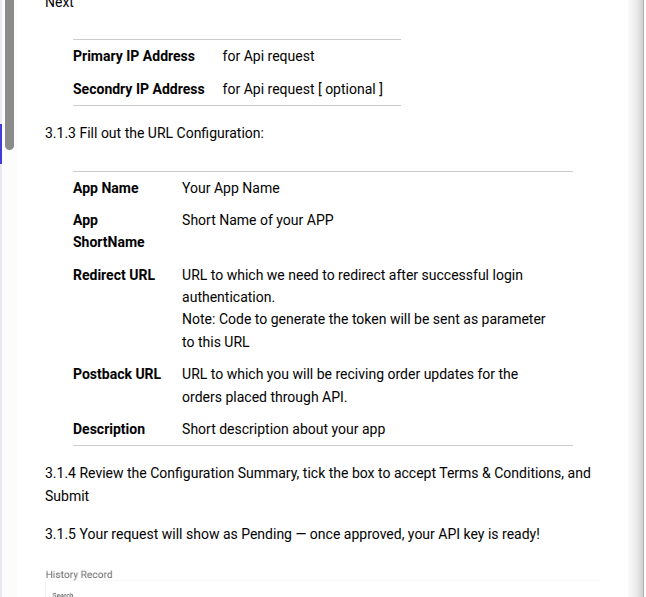 Next
Primary IP Address for Api request
Secondry IP Address for Api request [ optional ]
3.1.3 Fill out the URL Configuration:
App Name Your App Name
App Short Name of your APP
ShortName
Redirect URL URL to which we need to redirect after successful login
authentication.
Note: Code to generate the token will be sent as parameter
to this URL
Postback URL URL to which you will be reciving order updates for the
orders placed through API.
Description Short description about your app
3.1.4 Review the Configuration Summary, tick the box to accept Terms & Conditions, and
Submit
3.1.5 Your request will show as Pending — once approved, your API key is ready!
History Record
Search